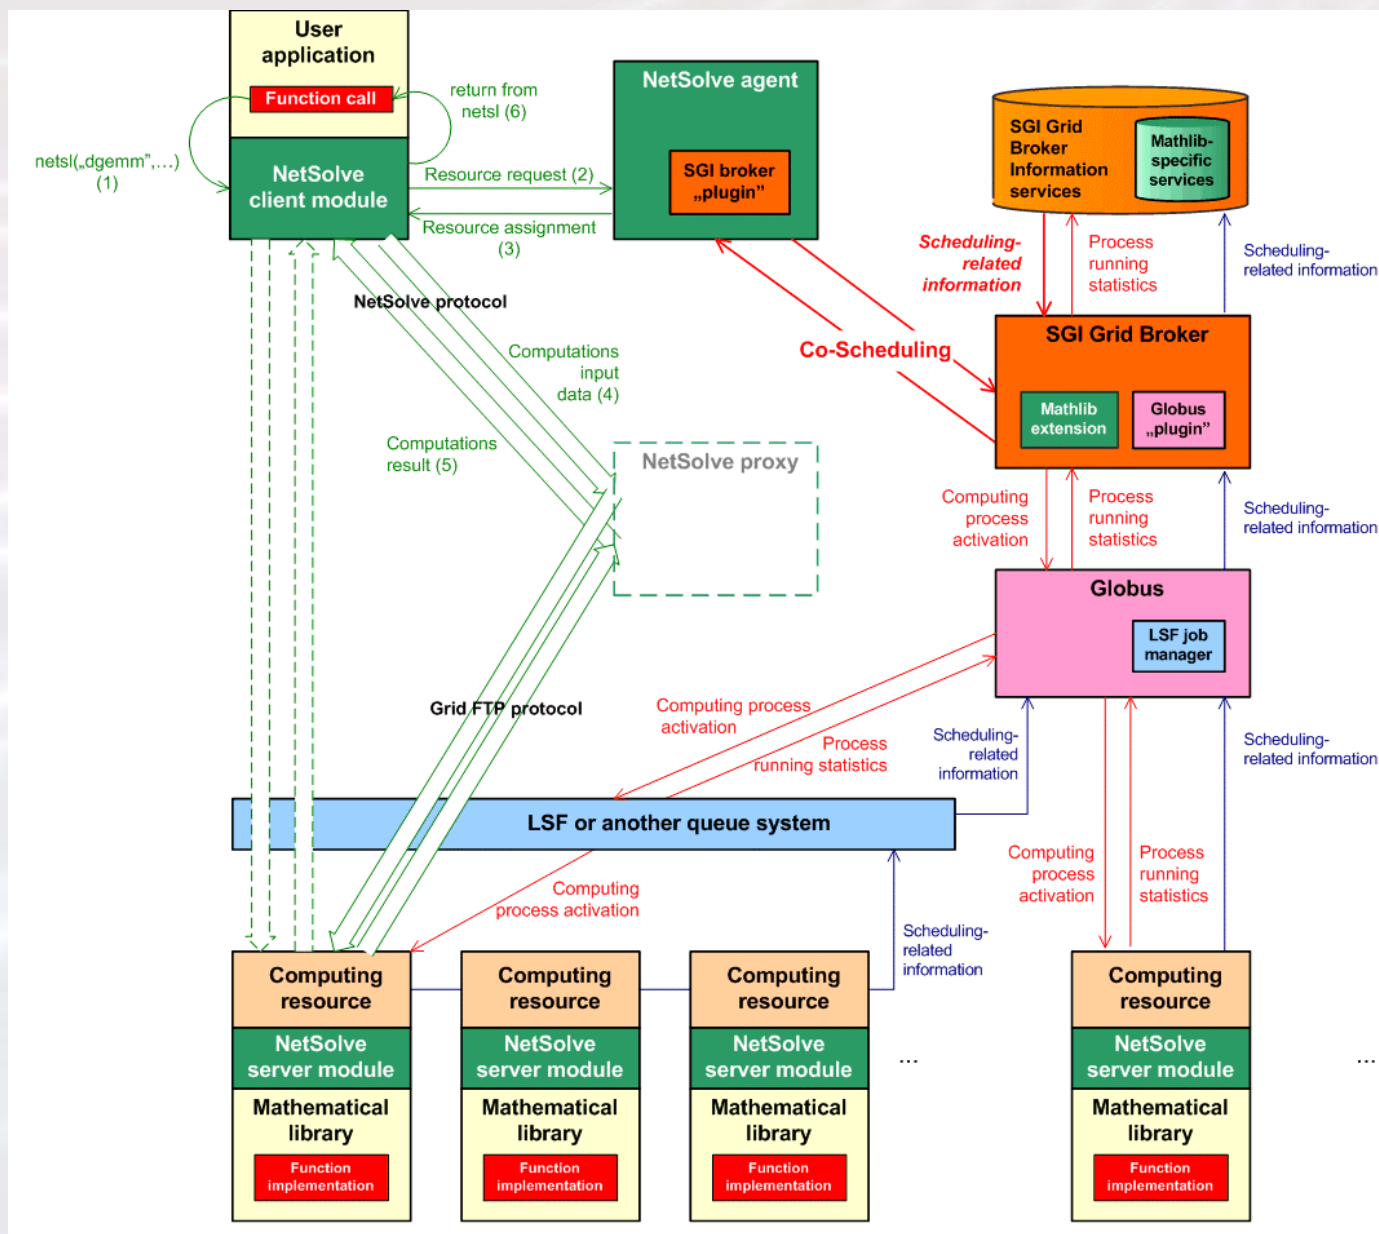 User
application
Function call
return from
netsl (6)
netsl(„dgemm”,...)
(1)
NetSolve
client module
Resource request (2)
Resource assignment
(3)
NetSolve agent
SGI broker
„plugin”
SGI Grid
Broker
Information
services
Mathlib-
specific
services
Scheduling-
related
information
Process
running
statistics
Scheduling-
related information
NetSolve protocol
Computations
input
data (4)
Computations
result (5)
Co-Scheduling
SGI Grid Broker
Mathlib
extension
Globus
„plugin”
NetSolve proxy
Computing
process
activation
Process
running
statistics
Scheduling-
related information
Globus
LSF job
manager
Grid FTP protocol
Computing process
activation
Process
running statistics
Scheduling-
related
information
Scheduling-
related information
LSF or another queue system
Computing
process activation
Scheduling-
related
information
Computing
process
activation
Process
running
statistics
Computing
resource
NetSolve
server module
Mathematical
library
Function
implementation
Computing
resource
NetSolve
server module
Mathematical
library
Function
implementation
Computing
resource
NetSolve
server module
Mathematical
library
Function
implementation
...
Computing
resource
NetSolve
server module
Mathematical
library
Function
implementation
...